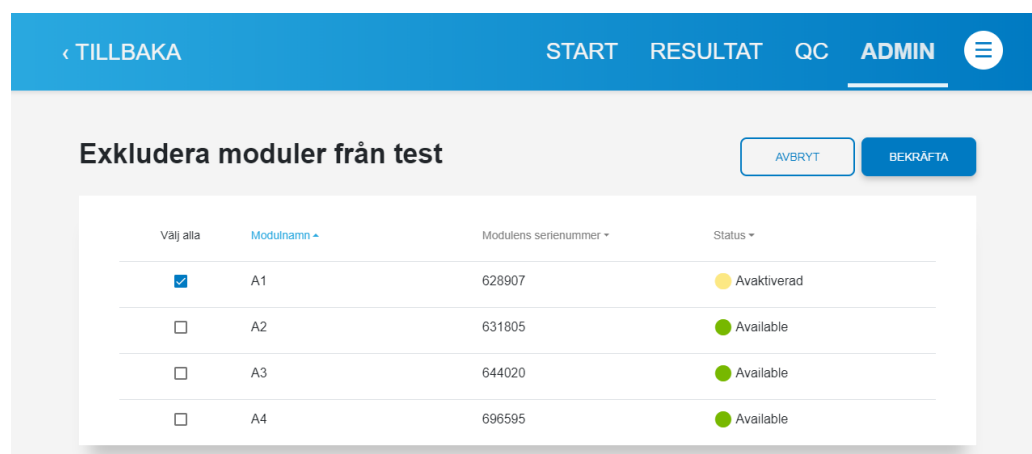 ‹ TILLBAKA START RESULTAT QC ADMIN
Exkludera moduler från test AVBRYT BEKRÄFTA
Välj alla Modulnamn Modulens serienummer Status
A1 628907 Avaktiverad
A2 631805 Available
A3 644020 Available
A4 696595 Available